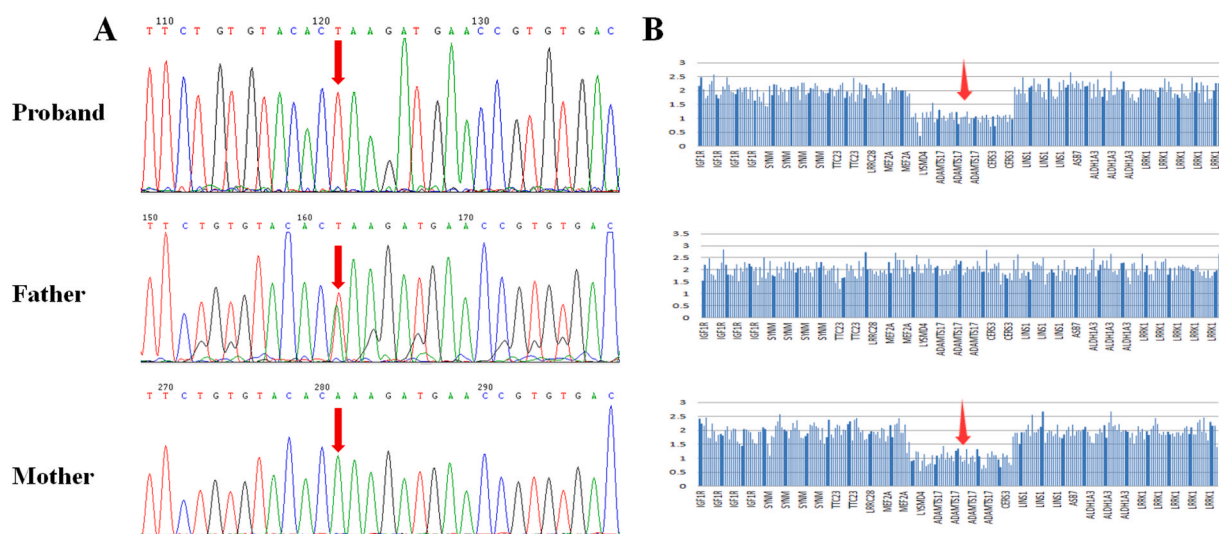 A
B
110 120 130
T T C T G T G T A C A C T A A G A T G A A C C G T G T G A C
Proband
150 160 170
T T C T G T G T A C A C T A A G A T G A A C C G T G T G A C
Father
270 280 290
T T C T G T G T A C A C A A A G A T G A A C C G T G T G A C
Mother
3
2.5
2
1.5
1
0.5
0
IGF1R IGF1R IGF1R IGF1R SYNM SYNM SYNM SYNM TTC23 TTC23 LRRC28 MEF2A MEF2A LYSMD4 ADAMTS17 ADAMTS17 ADAMTS17 CERS3 CERS3 LINS1 LINS1 LINS1 ASB7 ALDH1A3 ALDH1A3 ALDH1A3 LRRK1 LRRK1 LRRK1 LRRK1 LRRK1
3.5
3
2.5
2
1.5
1
0.5
0
IGF1R IGF1R IGF1R IGF1R SYNM SYNM SYNM SYNM TTC23 TTC23 LRRC28 MEF2A MEF2A LYSMD4 ADAMTS17 ADAMTS17 ADAMTS17 CERS3 CERS3 LINS1 LINS1 LINS1 ASB7 ALDH1A3 ALDH1A3 ALDH1A3 LRRK1 LRRK1 LRRK1 LRRK1 LRRK1
3
2.5
2
1.5
1
0.5
0
IGF1R IGF1R IGF1R IGF1R SYNM SYNM SYNM SYNM TTC23 TTC23 LRRC28 MEF2A MEF2A LYSMD4 ADAMTS17 ADAMTS17 ADAMTS17 ADAMTS17 CERS3 LINS1 LINS1 LINS1 ASB7 ALDH1A3 ALDH1A3 ALDH1A3 LRRK1 LRRK1 LRRK1 LRRK1 LRRK1